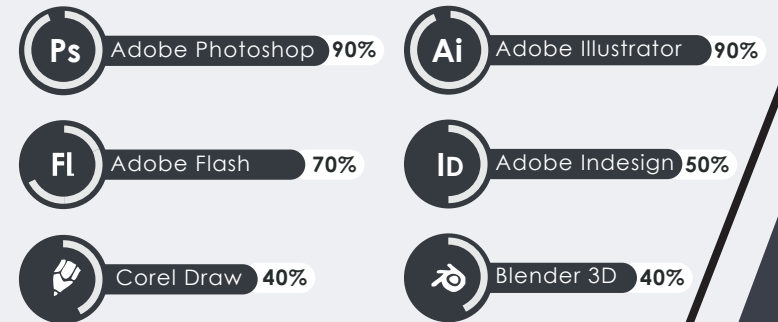 Ps Adobe Photoshop 90%
Ai Adobe Illustrator 90%
Fl Adobe Flash 70%
ID Adobe Indesign 50%
Corel Draw 40%
Blender 3D 40%